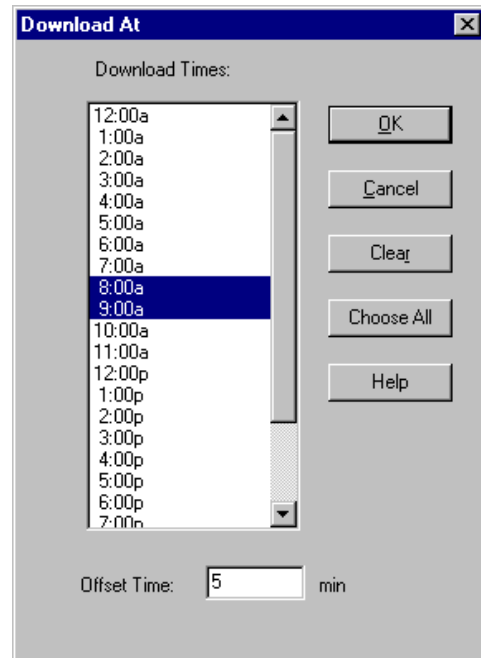 Download At
Download Times:
12:00a
1:00a
2:00a
3:00a
4:00a
5:00a
6:00a
7:00a
8:00a
9:00a
10:00a
11:00a
12:00p
1:00p
2:00p
3:00p
4:00p
5:00p
6:00p
7:00p
OK
Cancel
Clear
Choose All
Help
Offset Time: 5 min